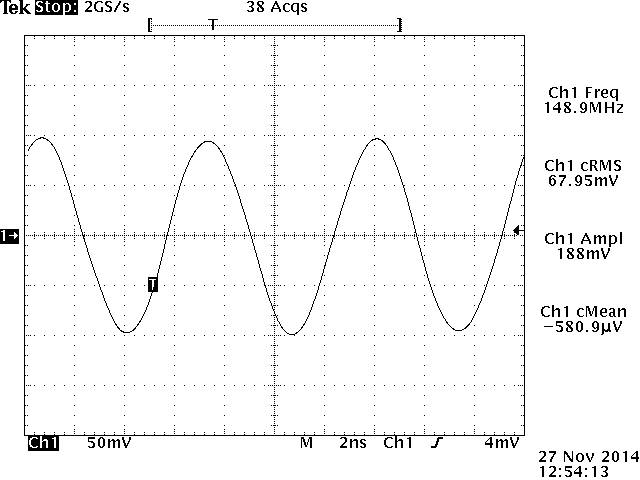 Tek Stop: 2GS/s 38 Acqs
T
Ch1 Freq
148.9MHz
Ch1 cRMS
67.95mV
1→
Ch1 Ampl
188mV
T
Ch1 cMean
−580.9µV
Ch1 50mV M 2ns Ch1 4mV
27 Nov 2014
12:54:13